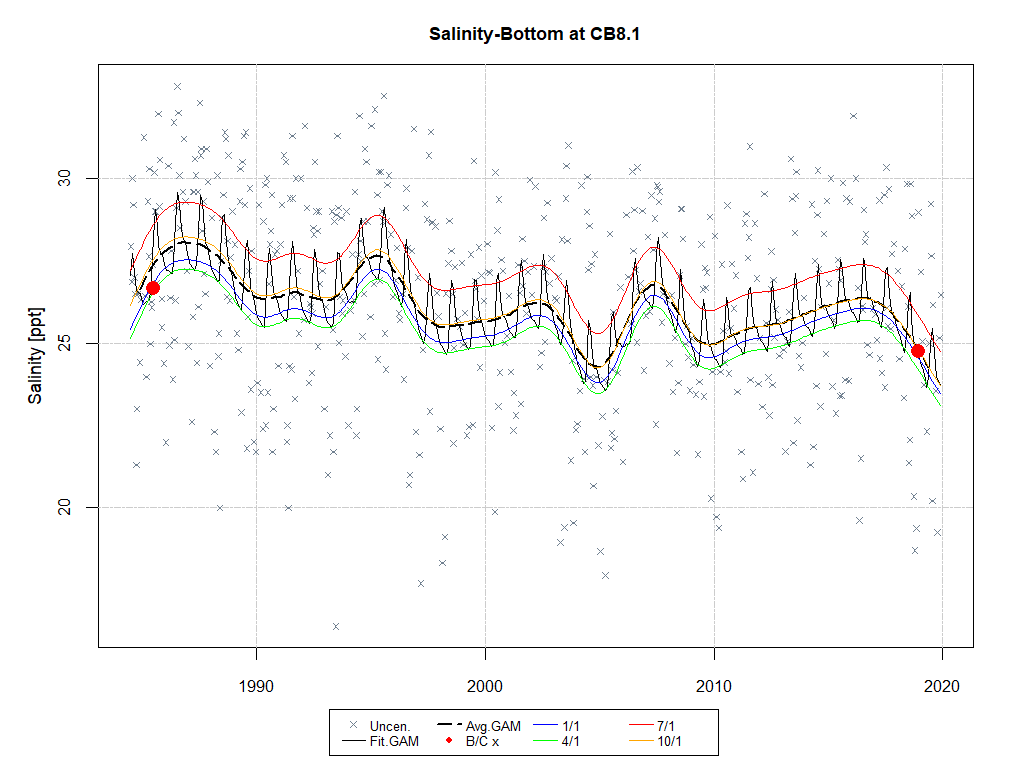 Salinity-Bottom at CB8.1
Salinity [ppt]
30
25
20
1990 2000 2010 2020
Uncen. Avg.GAM 1/1 7/1
Fit.GAM B/C x 4/1 10/1